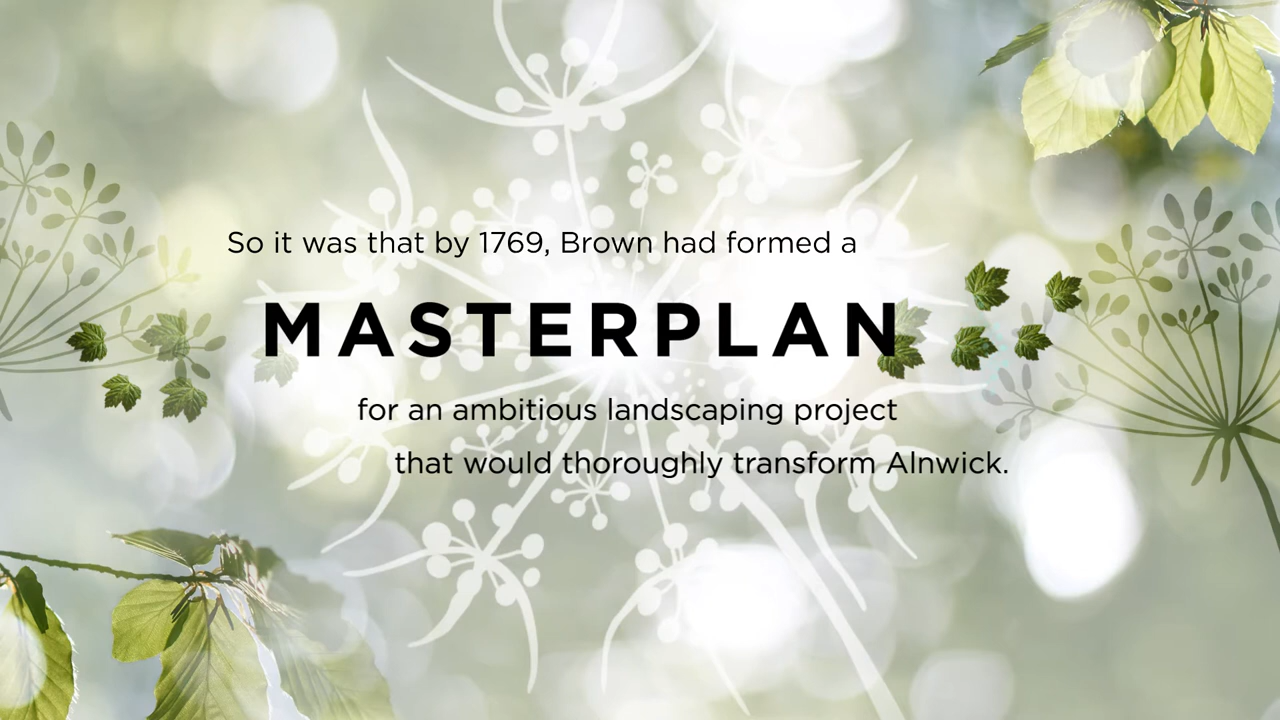 So it was that by 1769, Brown had formed a
MASTERPLAN
for an ambitious landscaping project
that would thoroughly transform Alnwick.